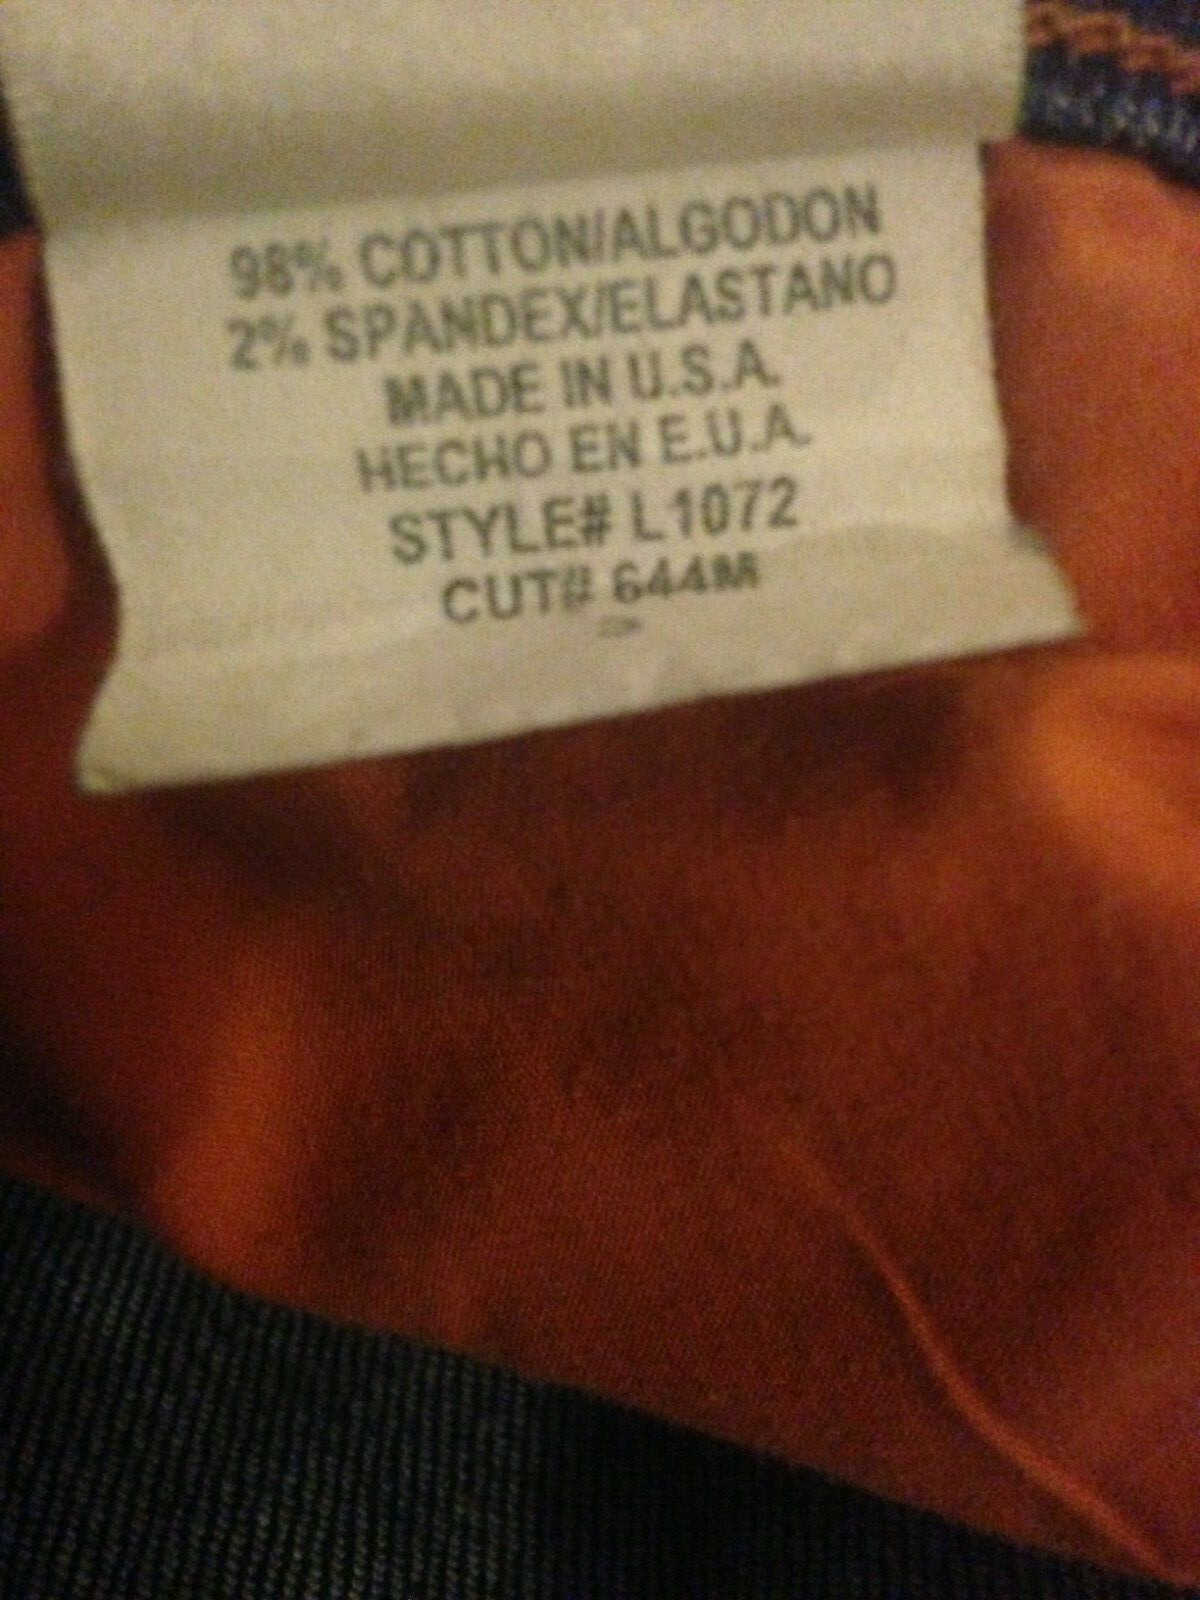 98% COTTON/ALGODON
2% SPANDEX/ELASTANO
MADE IN U.S.A.
HECHO EN E.U.A.
STYLE# L1072
CUT# 644M